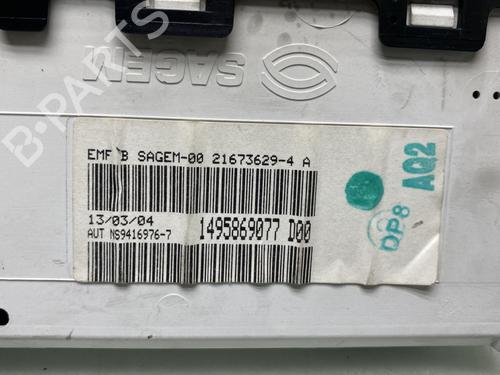 SAGEM
B-PARTS
EMF B SAGEM-00 21673629-4 A
13/03/04
AUT NS9416976-7
1495869077 D00
DP8
AQ2